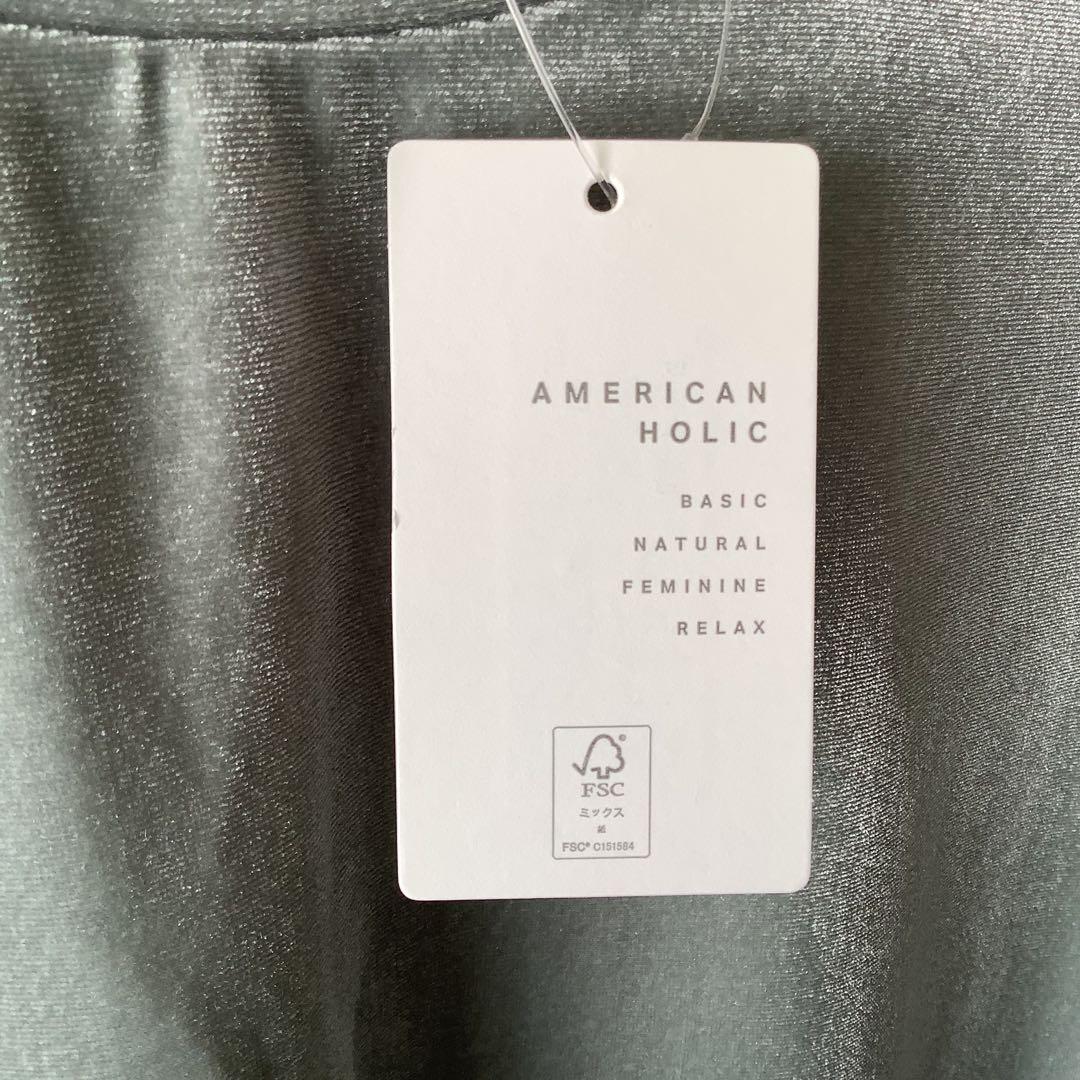 AMERICAN
HOLIC
BASIC
NATURAL
FEMININE
RELAX
FSC
ミックス
紙
FSC® C151584